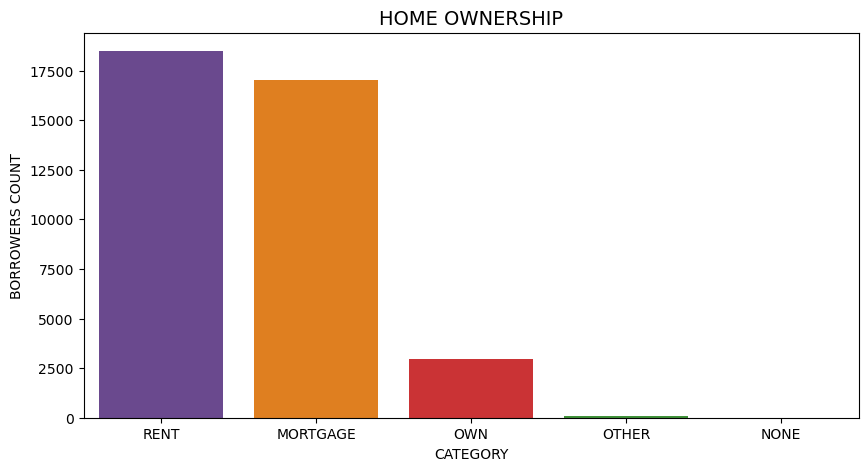 HOME OWNERSHIP
BORROWERS COUNT
17500
15000
12500
10000
7500
5000
2500
0
RENT MORTGAGE OWN OTHER NONE
CATEGORY